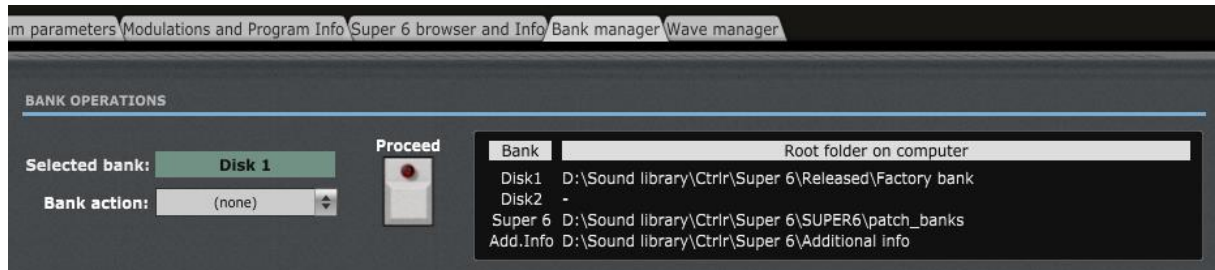 m parameters Modulations and Program Info Super 6 browser and Info Bank manager Wave manager
BANK OPERATIONS
Selected bank: Disk 1
Bank action: (none)
Proceed
Bank Root folder on computer
Disk1 D:\Sound library\Ctrlr\Super 6\Released\Factory bank
Disk2 -
Super 6 D:\Sound library\Ctrlr\Super 6\SUPER6\patch_banks
Add.Info D:\Sound library\Ctrlr\Super 6\Additional info